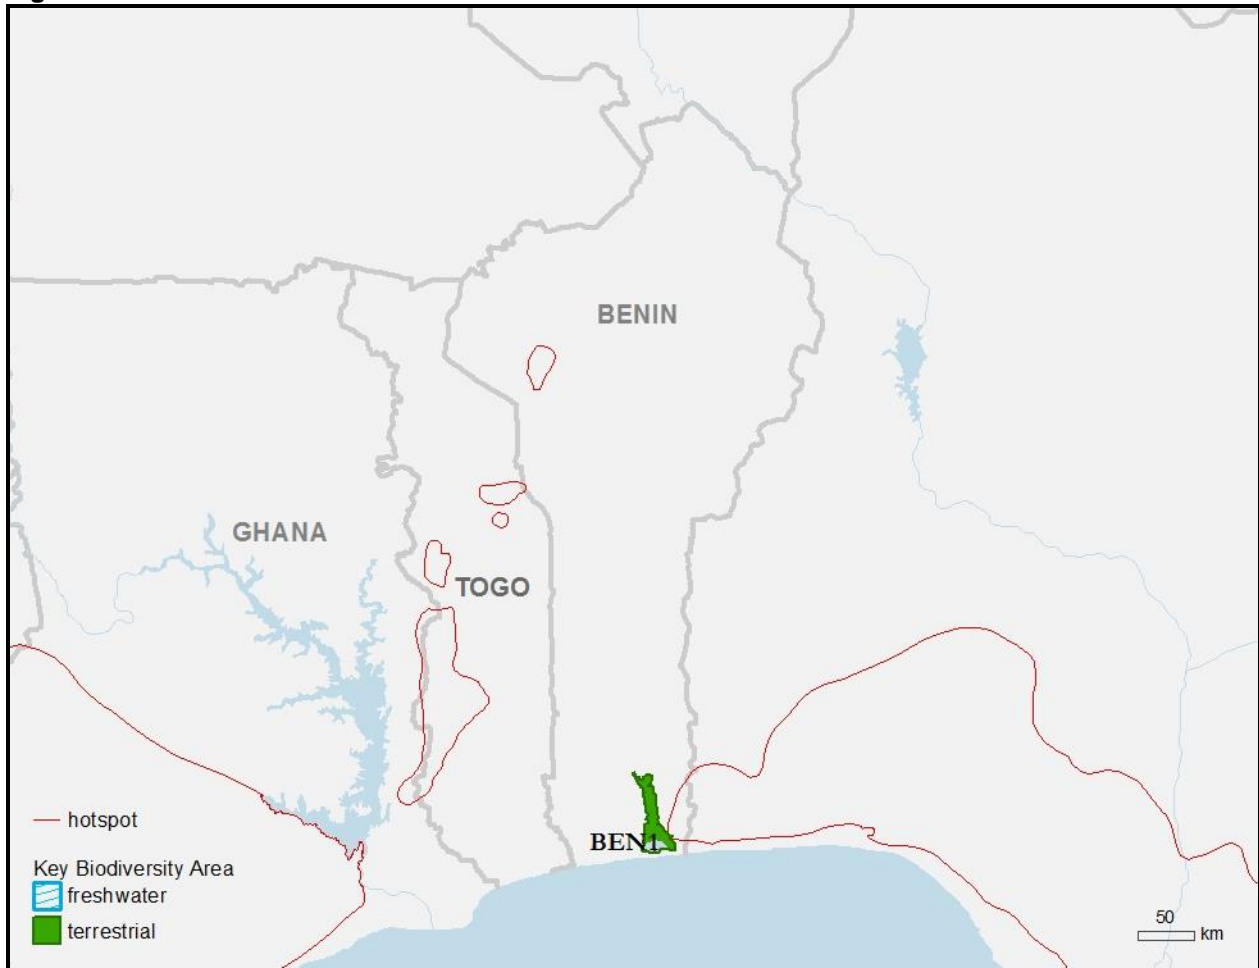 BENIN
GHANA
TOGO
BEN1
hotspot
Key Biodiversity Area
freshwater
terrestrial
50
km